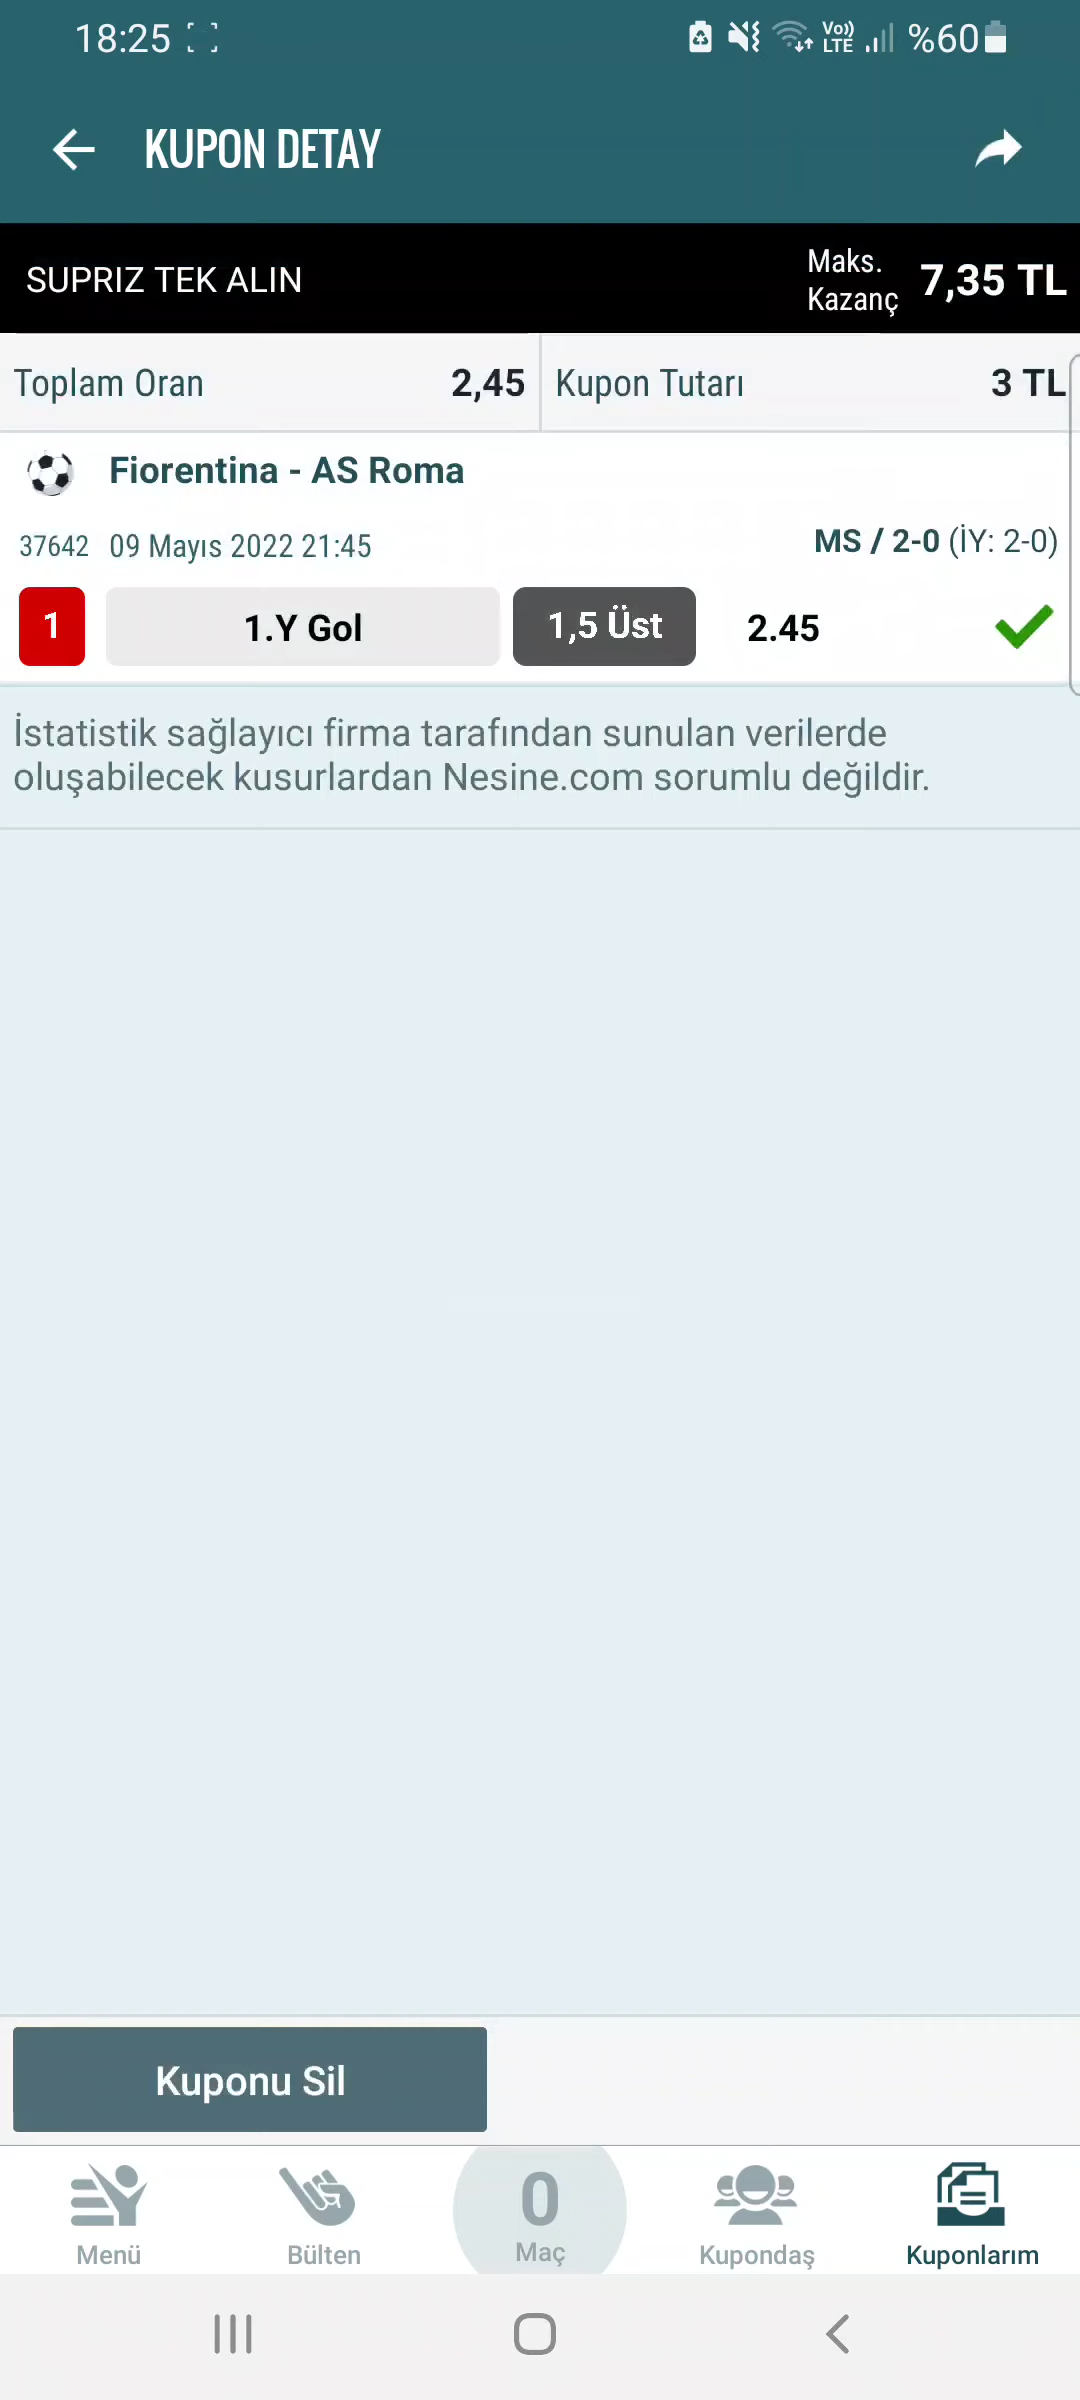 18:25 Vo)) LTE %60
KUPON DETAY
SUPRIZ TEK ALIN
Maks. Kazanç 7,35 TL
Toplam Oran 2,45 Kupon Tutarı 3 TL
Fiorentina - AS Roma
37642 09 Mayıs 2022 21:45 MS / 2-0 (İY: 2-0)
1 1.Y Gol 1,5 Üst 2.45
İstatistik sağlayıcı firma tarafından sunulan verilerde
oluşabilecek kusurlardan Nesine.com sorumlu değildir.
Kuponu Sil
0
Menü Bülten Maç Kupondaş Kuponlarım